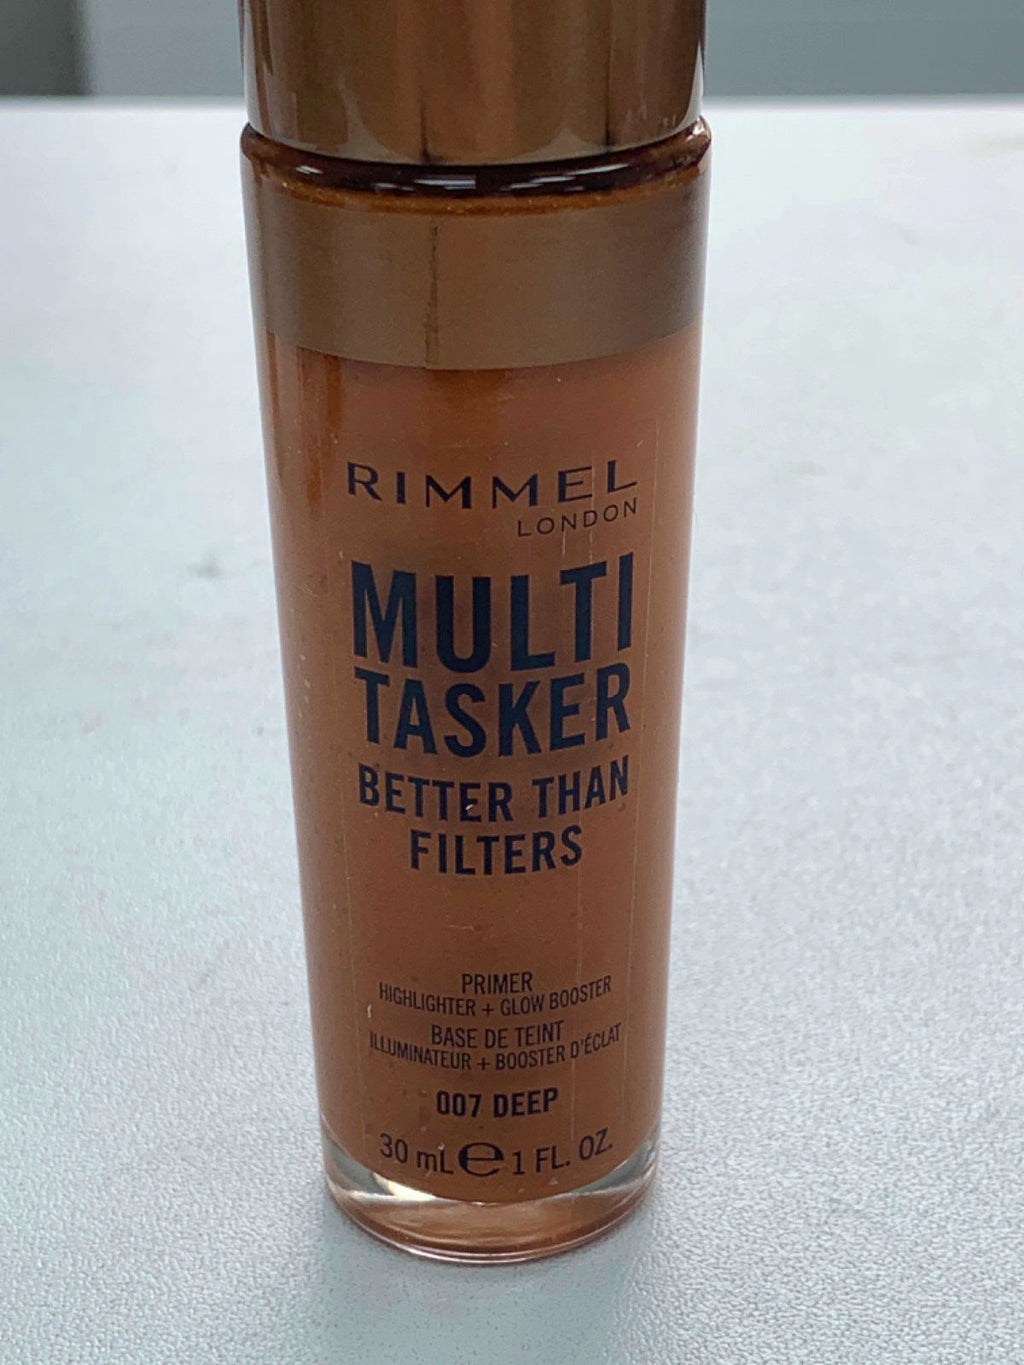 RIMMEL
LONDON
MULTI
TASKER
BETTER THAN
FILTERS
PRIMER
HIGHLIGHTER + GLOW BOOSTER
BASE DE TEINT
ILLUMINATEUR + BOOSTER D'ÉCLAT
007 DEEP
30 mL ℮ 1 FL. OZ.